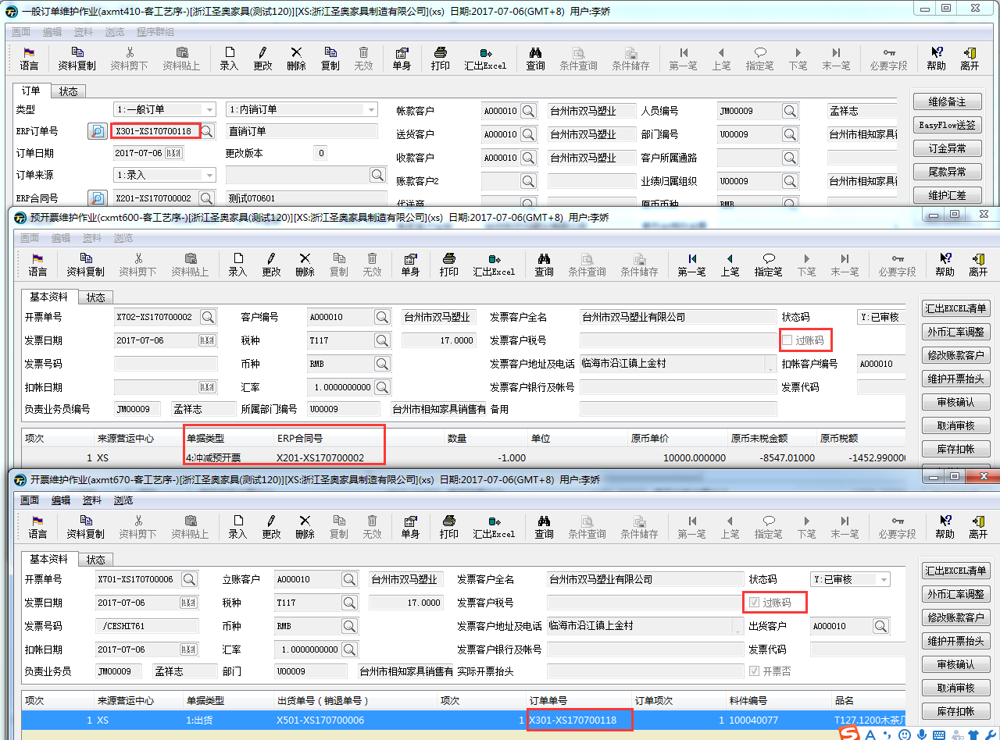 一般订单维护作业(axmt410-客工艺序-)[浙江圣奥家具(测试120)][XS:浙江圣奥家具制造有限公司](xs) 日期:2017-07-06(GMT+8) 用户:李娇
画面 编辑 资料 浏览 程序群组
语言 资料复制 资料剪下 资料贴上 录入 更改 删除 复制 无效 单身 打印 汇出Excel 查询 条件查询 条件储存 第一笔 上笔 指定笔 下笔 末一笔 必要字段 帮助 离开
订单 状态
类型 1:一般订单 1:内销订单 帐款客户 A000010 台州市双马塑业 人员编号 JM00009 孟祥志 维修备注
ERP订单号 X301-XS170700118 直销订单 送货客户 A000010 台州市双马塑业 部门编号 U00009 台州市相知家具 EasyFlow送签
订单日期 2017-07-06 更改版本 0 收款客户 A000010 台州市双马塑业 客户所属通路 订金异常
订单来源 1:录入 账款客户2 业绩归属组织 U00009 台州市相知家具 尾款异常
ERP合同号 X201-XS170700002 测试070601 代送商 原币币种 RMB 维护汇差
预开票维护作业(cxmt600-客工艺序-)[浙江圣奥家具(测试120)][XS:浙江圣奥家具制造有限公司](xs) 日期:2017-07-06(GMT+8) 用户:李娇
画面 编辑 资料 浏览
语言 资料复制 资料剪下 资料贴上 录入 更改 删除 复制 无效 单身 打印 汇出Excel 查询 条件查询 条件储存 第一笔 上笔 指定笔 下笔 末一笔 必要字段 帮助 离开
基本资料 状态
开票单号 X702-XS170700002 客户编号 A000010 台州市双马塑业 发票客户全名 台州市双马塑业有限公司 状态码 Y:已审核 汇出EXCEL清单
发票日期 2017-07-06 税种 T117 17.0000 发票客户税号 过账码 外币汇率调整
发票号码 币种 RMB 发票客户地址及电话 临海市沿江镇上金村 扣帐客户编号 A000010 修改账款客户
扣帐日期 汇率 1.0000000000 发票客户银行及帐号 发票代码 维护开票抬头
负责业务员编号 JM00009 孟祥志 所属部门编号 U00009 台州市相知家具销售有 备用 审核确认
取消审核
项次 来源营运中心 单据类型 ERP合同号 数量 单位 原币单价 原币未税金额 原币税额
库存扣帐
1 XS 4:冲减预开票 X201-XS170700002 -1.000 10000.000000 -8547.01000 -1452.99000
开票维护作业(axmt670-客工艺序-)[浙江圣奥家具(测试120)][XS:浙江圣奥家具制造有限公司](xs) 日期:2017-07-06(GMT+8) 用户:李娇
画面 编辑 资料 浏览
语言 资料复制 资料剪下 资料贴上 录入 更改 删除 复制 无效 单身 打印 汇出Excel 查询 条件查询 条件储存 第一笔 上笔 指定笔 下笔 末一笔 必要字段 帮助 离开
基本资料 状态
开票单号 X701-XS170700006 立账客户 A000010 台州市双马塑业 发票客户全名 台州市双马塑业有限公司 状态码 Y:已审核 汇出EXCEL清单
发票日期 2017-07-06 税种 T117 17.0000 发票客户税号 过账码 外币汇率调整
发票号码 /CESHI761 币种 RMB 发票客户地址及电话 临海市沿江镇上金村 出货客户 A000010 修改账款客户
扣帐日期 2017-07-06 汇率 1.0000000000 发票客户银行及帐号 发票代码 维护开票抬头
负责业务员 JM00009 孟祥志 部门 U00009 台州市相知家具销售有 实际开票抬头 开票否 审核确认
取消审核
项次 来源营运中心 单据类型 出货单号(销退单号) 项次 订单单号 订单项次 料件编号 品名
库存扣帐
1 XS 1:出货 X501-XS170700006 1 X301-XS170700118 1 100040077 T127.1200木茶几